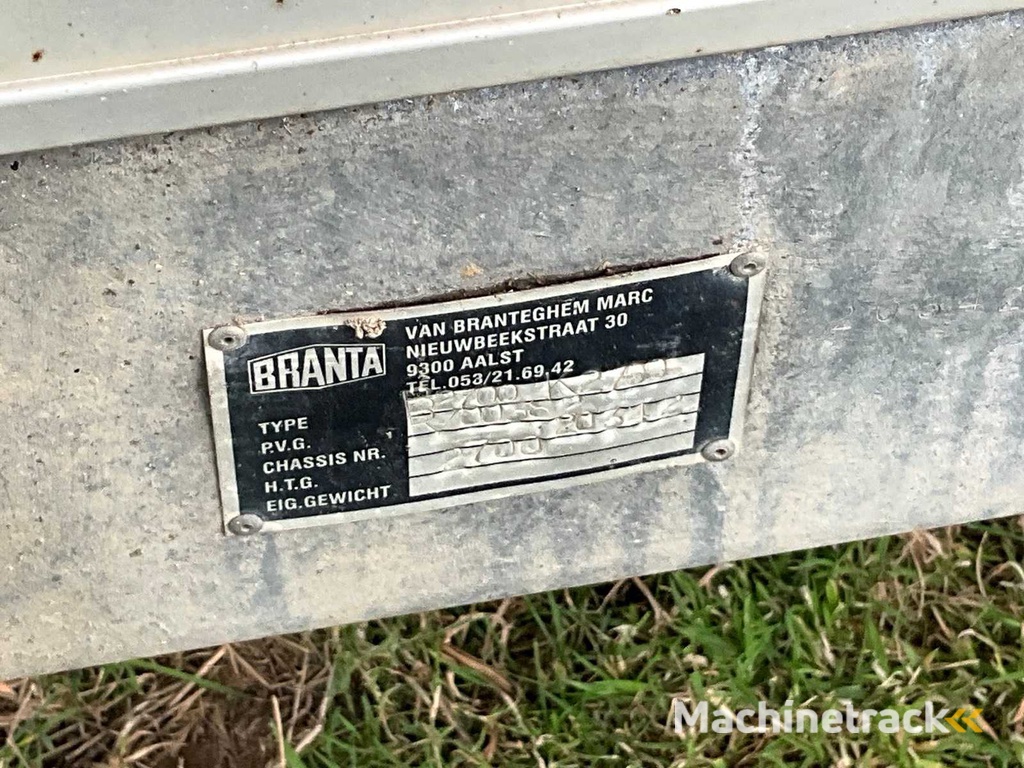 BRANTA
VAN BRANTEGHEM MARC
NIEUWBEEKSTRAAT 30
9300 AALST
TEL.053/21.69.42
TYPE
P.V.G.
CHASSIS NR.
H.T.G. 2700
EIG.GEWICHT
Machinetrack